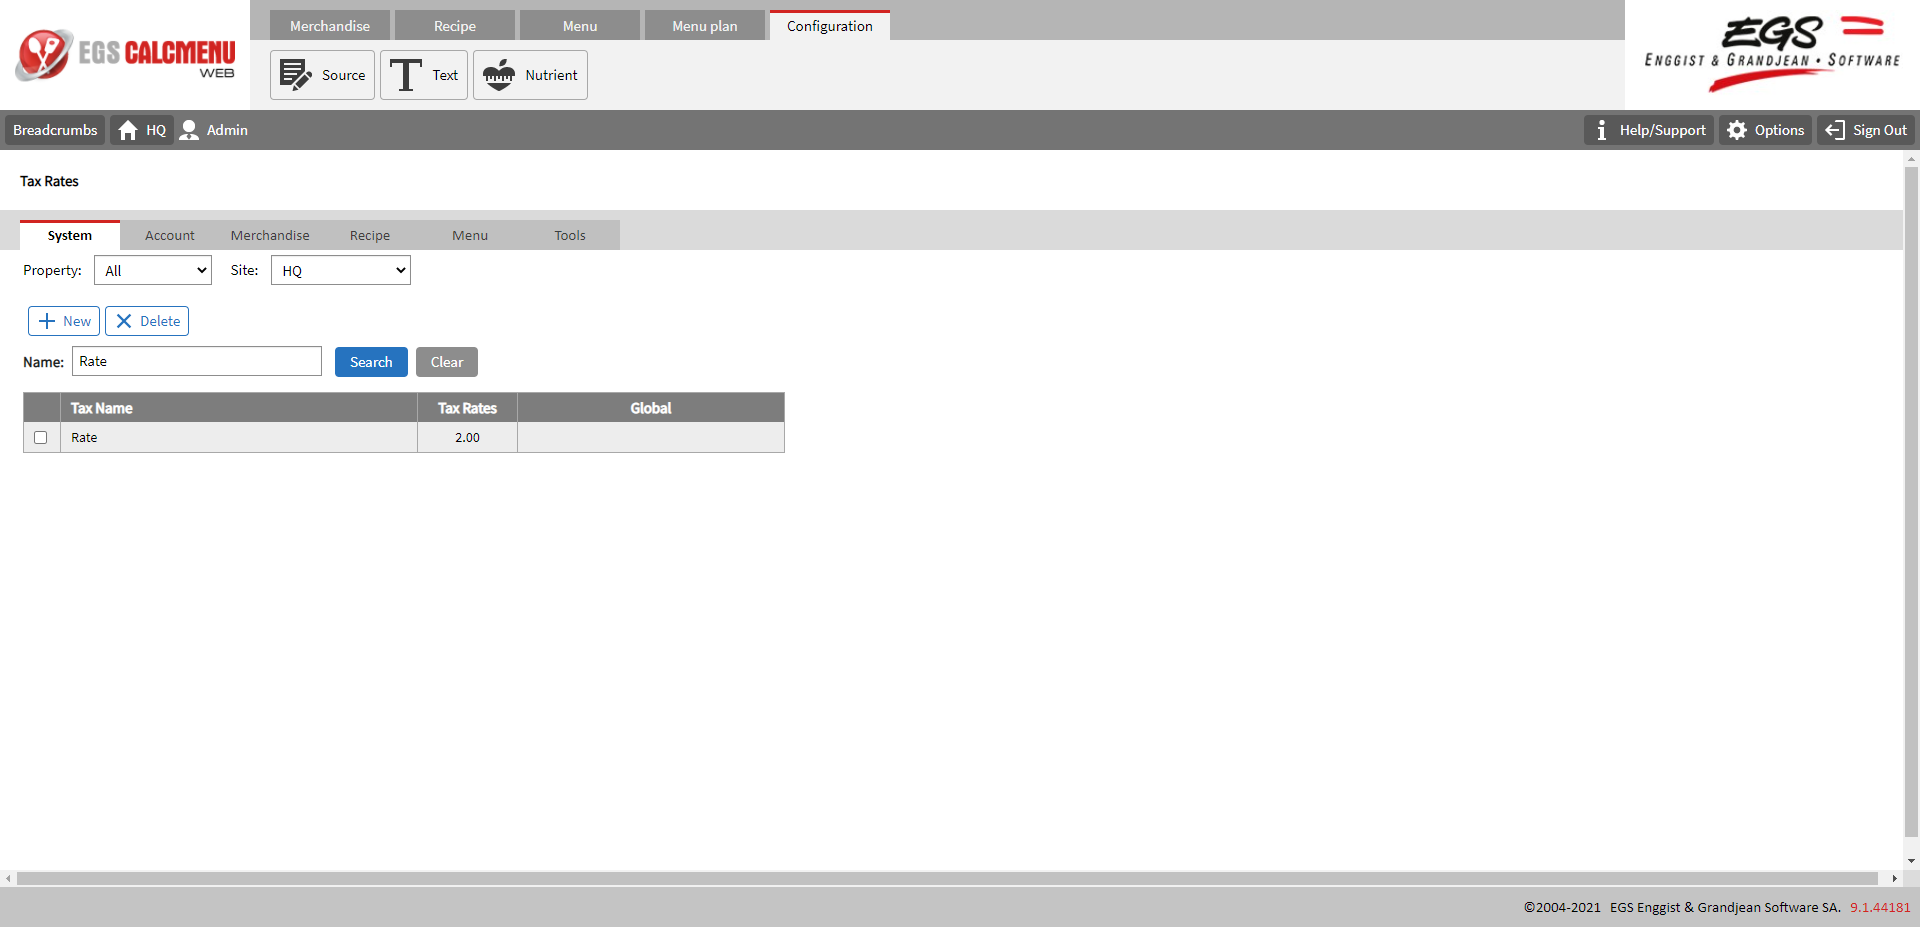 EGS CALCMENU
WEB
Merchandise
Recipe
Menu
Menu plan
Configuration
Source
Text
Nutrient
EGS
ENGGIST & GRANDJEAN • SOFTWARE
Breadcrumbs
HQ
Admin
Help/Support
Options
Sign Out
Tax Rates
System
Account
Merchandise
Recipe
Menu
Tools
Property:
All
Site:
HQ
New
Delete
Name:
Rate
Search
Clear
Tax Name
Tax Rates
Global
Rate
2.00
©2004-2021 EGS Enggist & Grandjean Software SA. 9.1.44181